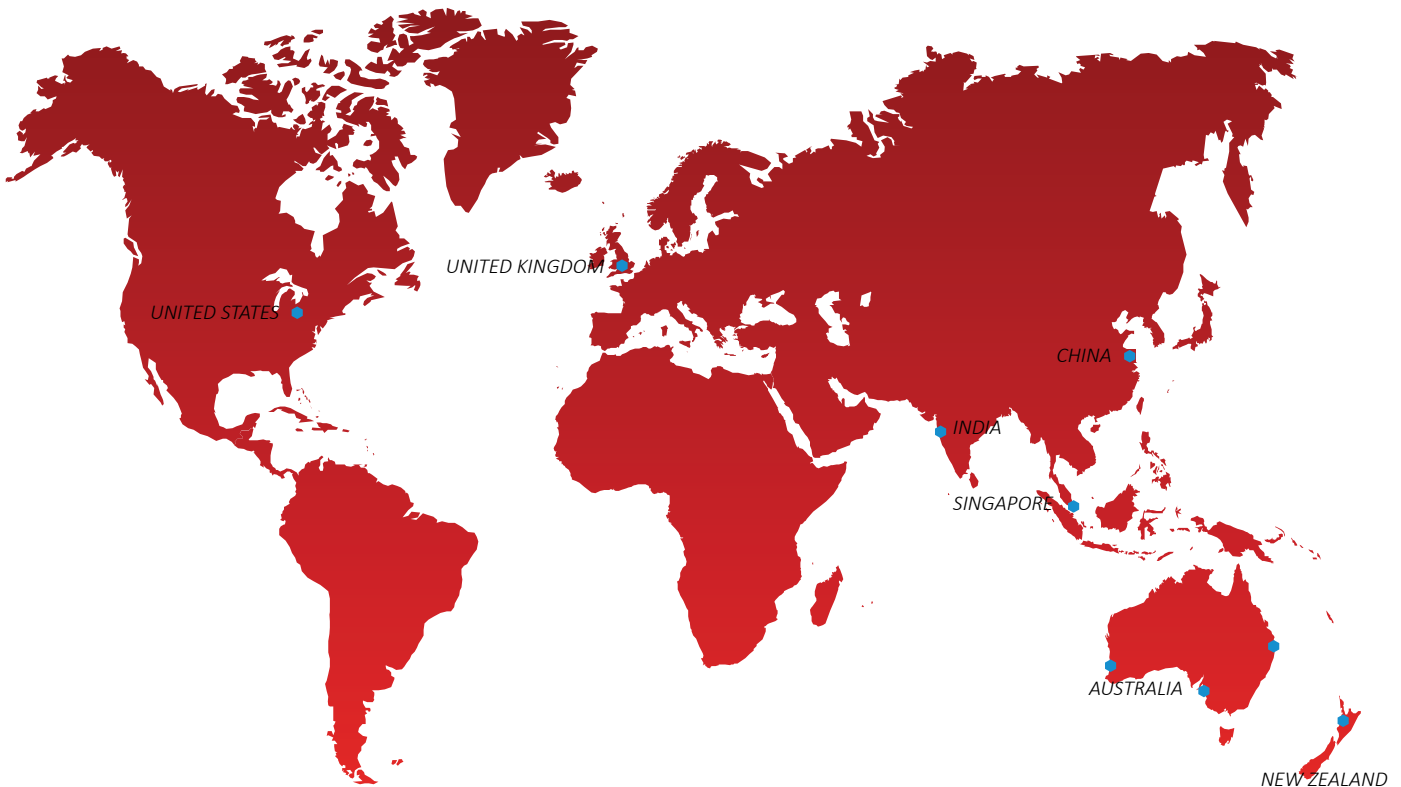 UNITED KINGDOM
UNITED STATES
CHINA
INDIA
SINGAPORE
AUSTRALIA
NEW ZEALAND